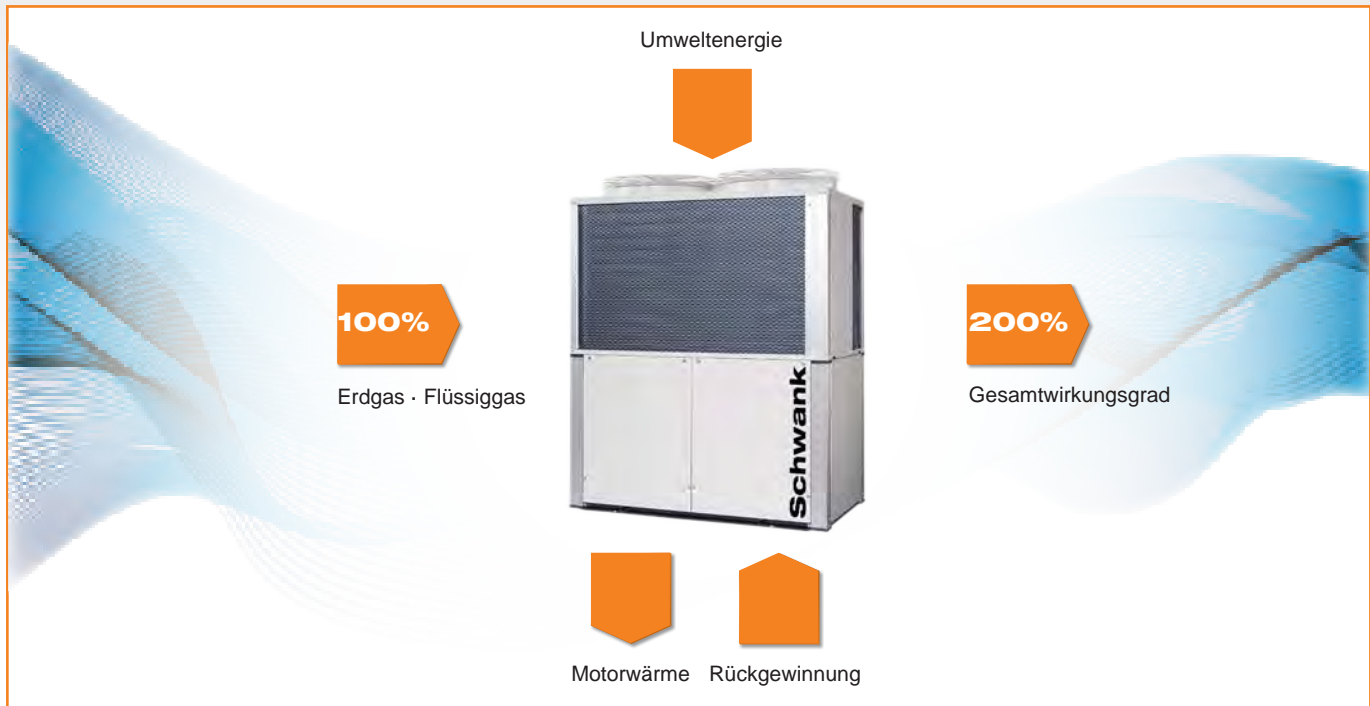 Umweltenergie
100%
200%
Erdgas · Flüssiggas
Gesamtwirkungsgrad
Schwank
Motorwärme Rückgewinnung